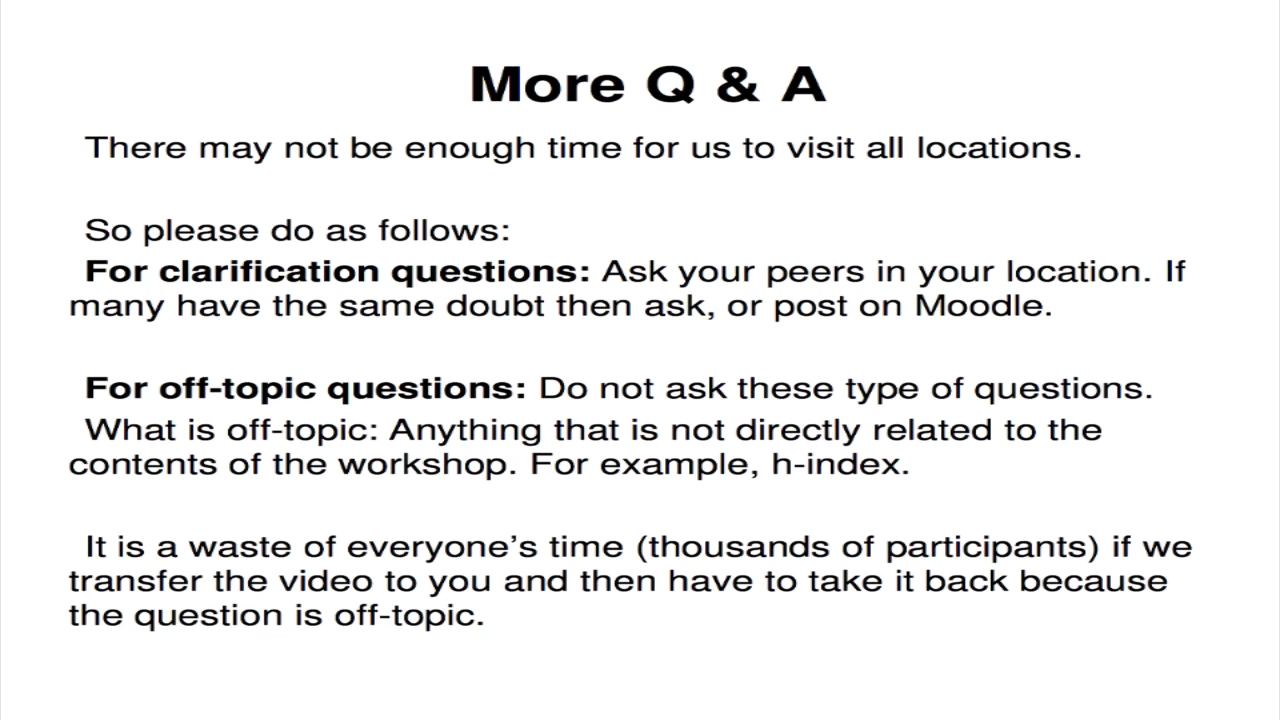 More Q & A
There may not be enough time for us to visit all locations.
So please do as follows:
For clarification questions: Ask your peers in your location. If
many have the same doubt then ask, or post on Moodle.
For off-topic questions: Do not ask these type of questions.
What is off-topic: Anything that is not directly related to the
contents of the workshop. For example, h-index.
It is a waste of everyone’s time (thousands of participants) if we
transfer the video to you and then have to take it back because
the question is off-topic.